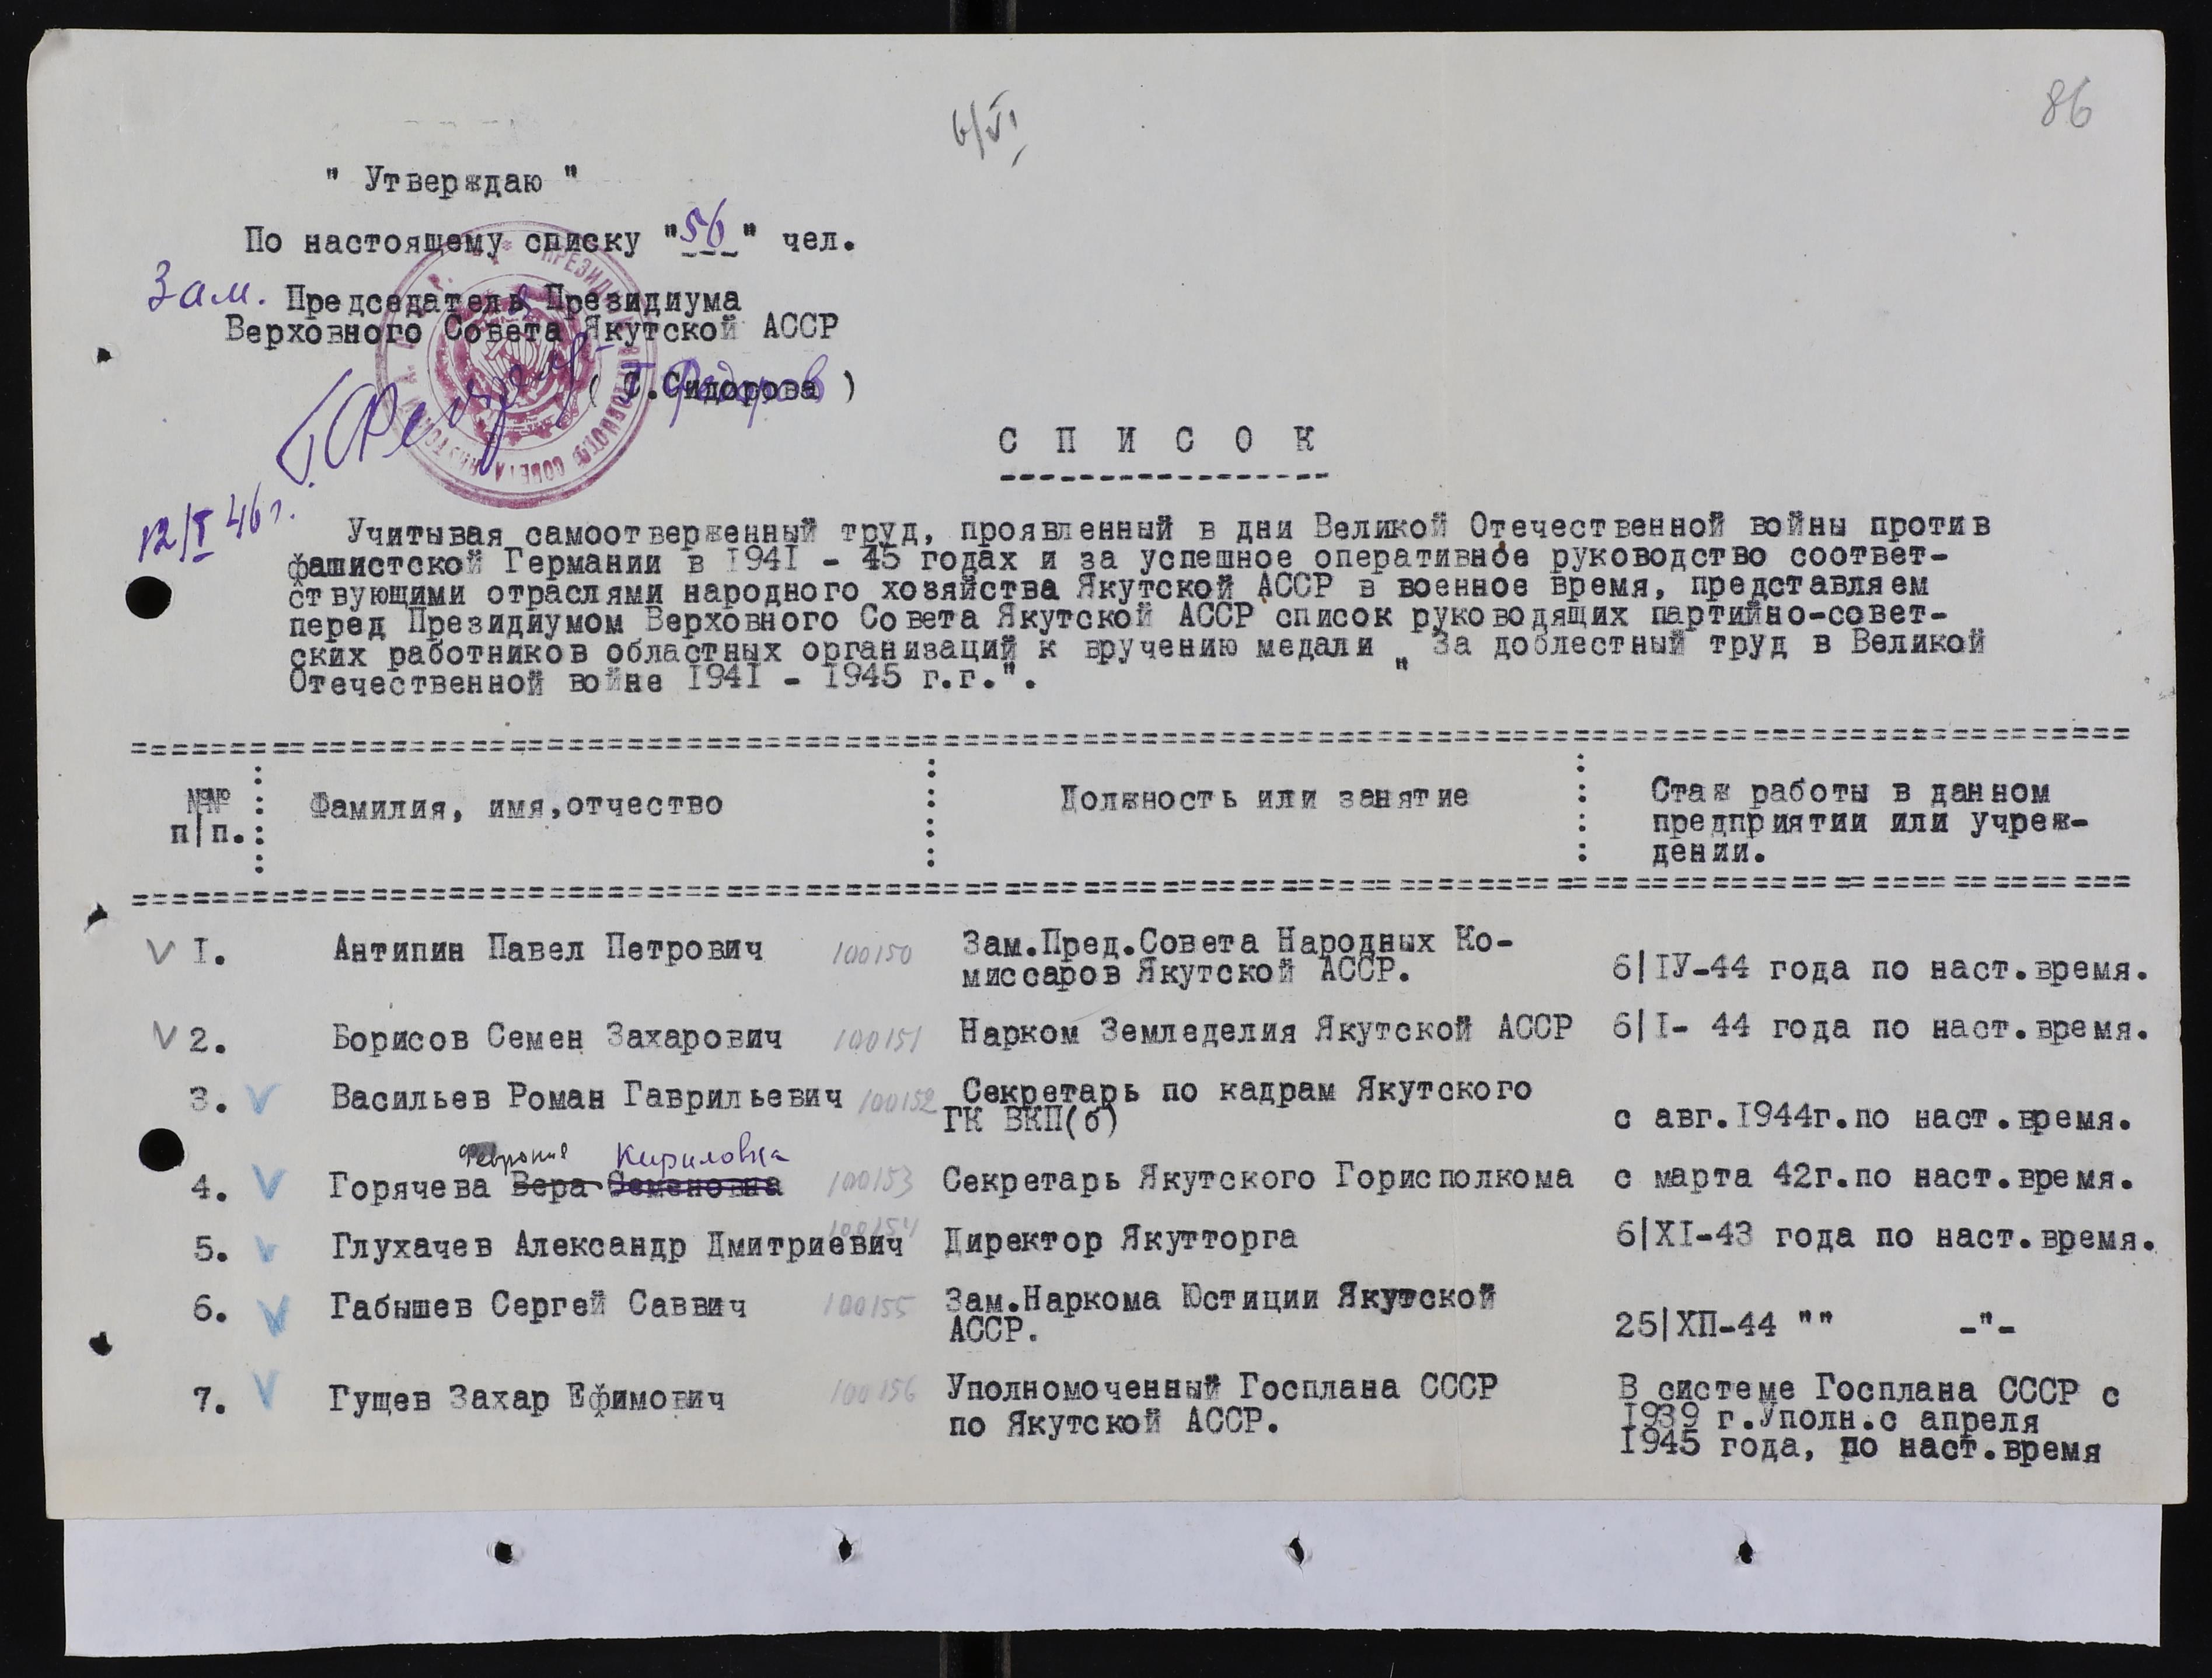 86
6/VI
" Утверждаю "
По настоящему списку "56" чел.
Зам. Председателя Президиума
Верховного Совета Якутской АССР
( С.Сидорова )
12/I 46 г.
С П И С О К
Учитывая самоотверженный труд, проявленный в дни Великой Отечественной войны против
фашистской Германии в 1941 - 45 годах и за успешное оперативное руководство соответ-
ствующими отраслями народного хозяйства Якутской АССР в военное время, представляем
перед Президиумом Верховного Совета Якутской АССР список руководящих партийно-совет-
ских работников областных организаций к вручению медали " За доблестный труд в Великой
Отечественной войне 1941 - 1945 г.г.".
№№ п/п. Фамилия, имя, отчество Должность или занятие Стаж работы в данном
предприятии или учреж-
дении.
V I. Антипин Павел Петрович 100150 Зам.Пред.Совета Народных Ко-
миссаров Якутской АССР. 6|IУ-44 года по наст.время.
V 2. Борисов Семен Захарович 100151 Нарком Земледелия Якутской АССР 6|I- 44 года по наст.время.
3. V Васильев Роман Гаврильевич 100152 Секретарь по кадрам Якутского
ГК ВКП(б) с авг.1944г.по наст.время.
Феврония Кириловна
4. V Горячева Вера Семеновна 100153 Секретарь Якутского Горисполкома с марта 42г.по наст.время.
5. V Глухачев Александр Дмитриевич 100154 Директор Якутторга 6|XI-43 года по наст.время.
6. V Габышев Сергей Саввич 100155 Зам.Наркома Юстиции Якутской
АССР. 25|ХП-44 "" -"-
7. V Гущев Захар Ефимович 100156 Уполномоченный Госплана СССР
по Якутской АССР. В системе Госплана СССР с
1939 г.Уполн.с апреля
1945 года, по наст.время